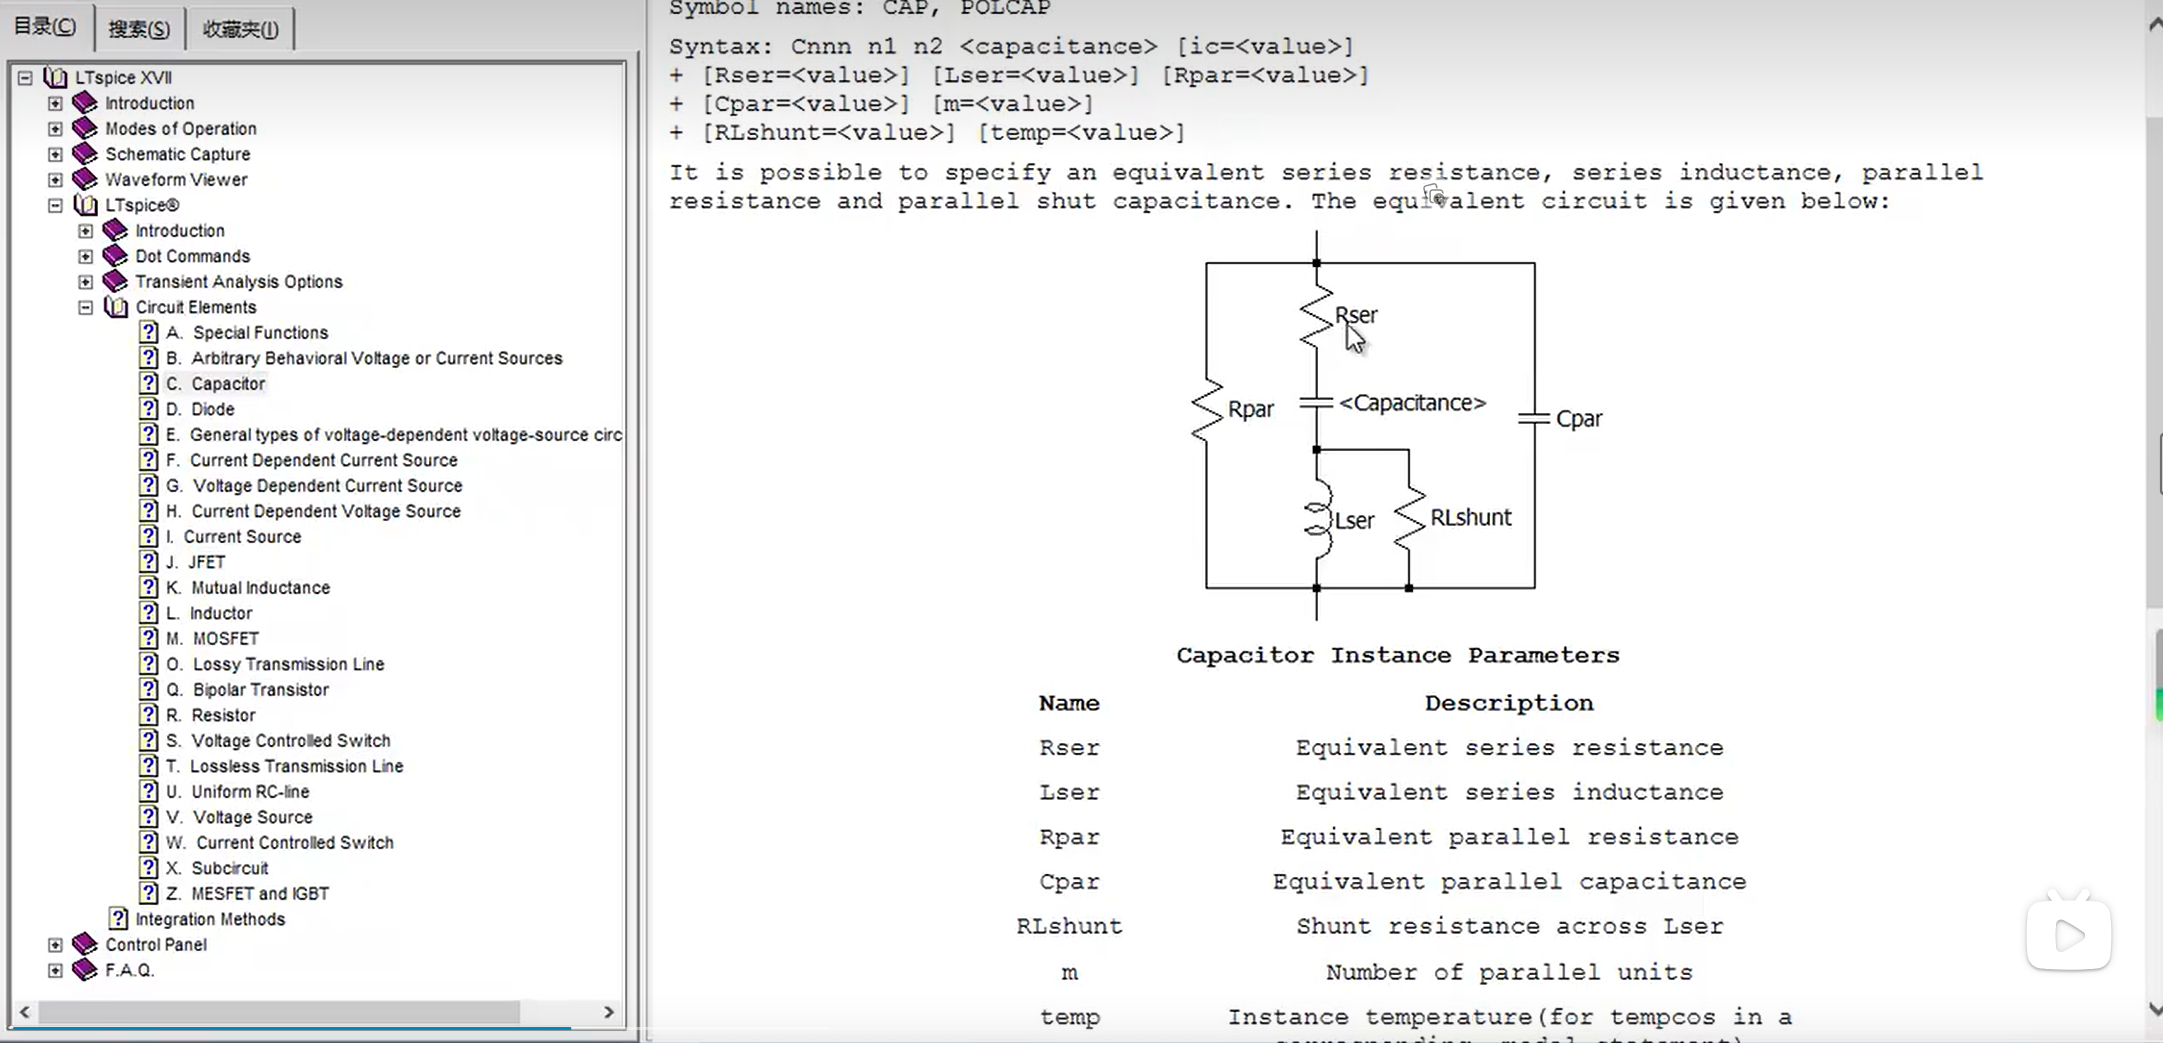 目录(C)
搜索(S)
收藏夹(I)
LTspice XVII
Introduction
Modes of Operation
Schematic Capture
Waveform Viewer
LTspice®
Introduction
Dot Commands
Transient Analysis Options
Circuit Elements
A. Special Functions
B. Arbitrary Behavioral Voltage or Current Sources
C. Capacitor
D. Diode
E. General types of voltage-dependent voltage-source circ
F. Current Dependent Current Source
G. Voltage Dependent Current Source
H. Current Dependent Voltage Source
I. Current Source
J. JFET
K. Mutual Inductance
L. Inductor
M. MOSFET
O. Lossy Transmission Line
Q. Bipolar Transistor
R. Resistor
S. Voltage Controlled Switch
T. Lossless Transmission Line
U. Uniform RC-line
V. Voltage Source
W. Current Controlled Switch
X. Subcircuit
Z. MESFET and IGBT
Integration Methods
Control Panel
F.A.Q.
Symbol names: CAP, POLCAP
Syntax: Cnnn n1 n2 <capacitance> [ic=<value>]
+ [Rser=<value>] [Lser=<value>] [Rpar=<value>]
+ [Cpar=<value>] [m=<value>]
+ [RLshunt=<value>] [temp=<value>]
It is possible to specify an equivalent series resistance, series inductance, parallel
resistance and parallel shut capacitance. The equivalent circuit is given below:
Rser
Rpar
<Capacitance>
Cpar
Lser
RLshunt
Capacitor Instance Parameters
Name Description
Rser Equivalent series resistance
Lser Equivalent series inductance
Rpar Equivalent parallel resistance
Cpar Equivalent parallel capacitance
RLshunt Shunt resistance across Lser
m Number of parallel units
temp Instance temperature(for tempcos in a